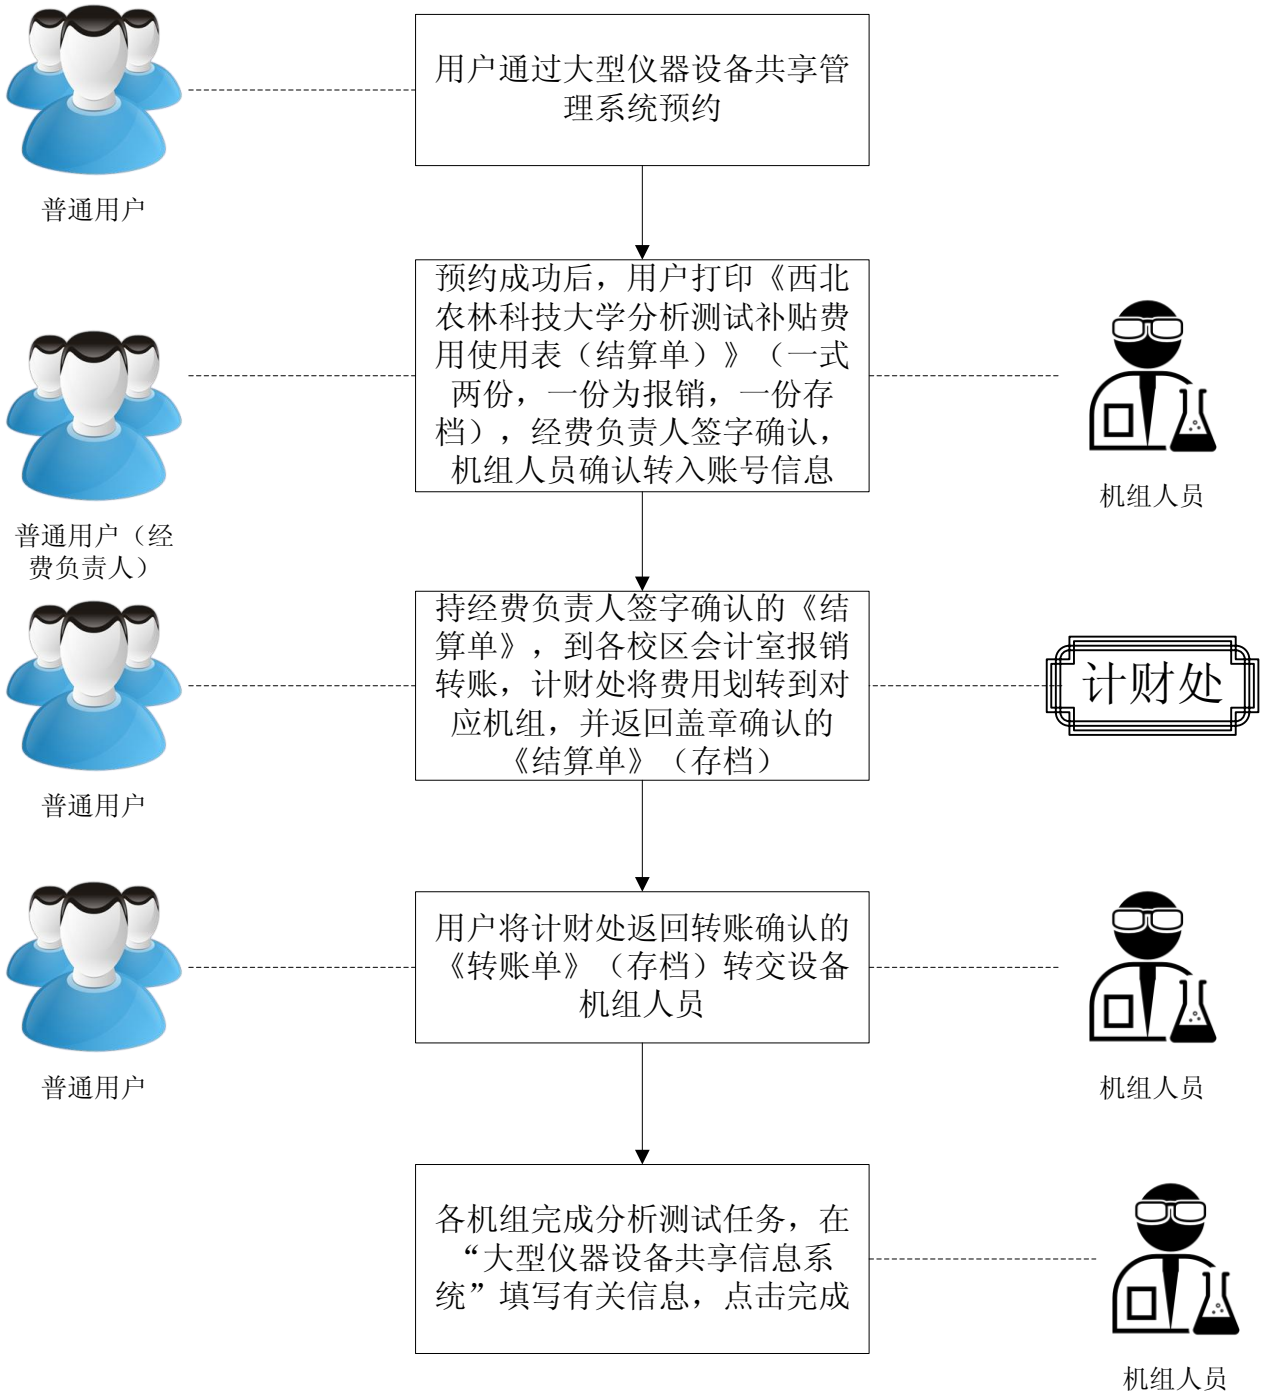 用户通过大型仪器设备共享管
理系统预约
普通用户
预约成功后，用户打印《西北
农林科技大学分析测试补贴费
用使用表（结算单）》（一式
两份，一份为报销，一份存
档），经费负责人签字确认，
机组人员确认转入账号信息
机组人员
普通用户（经
费负责人）
持经费负责人签字确认的《结
算单》，到各校区会计室报销
转账，计财处将费用划转到对
应机组，并返回盖章确认的
《结算单》（存档）
计财处
普通用户
用户将计财处返回转账确认的
《转账单》（存档）转交设备
机组人员
普通用户
机组人员
各机组完成分析测试任务，在
“大型仪器设备共享信息系
统”填写有关信息，点击完成
机组人员